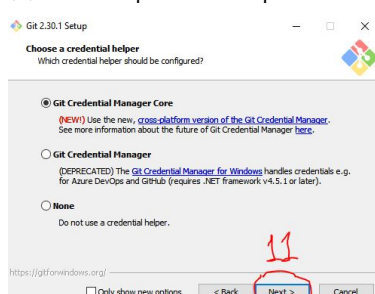 Git 2.30.1 Setup
Choose a credential helper
Which credential helper should be configured?
Git Credential Manager Core
(NEW!) Use the new, cross-platform version of the Git Credential Manager.
See more information about the future of Git Credential Manager here.
Git Credential Manager
(DEPRECATED) The Git Credential Manager for Windows handles credentials e.g.
for Azure DevOps and GitHub (requires .NET framework v4.5.1 or later).
None
Do not use a credential helper.
11
https://gitforwindows.org/
Only show new options < Back Next > Cancel